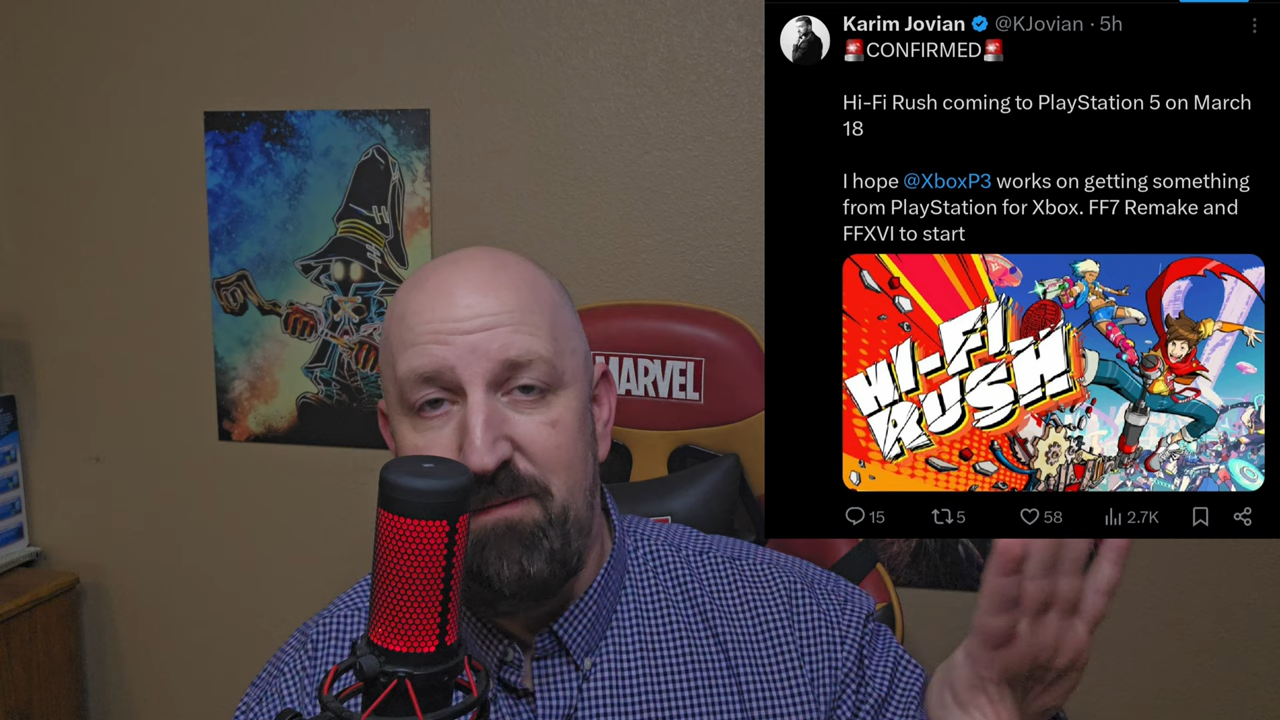 Karim Jovian @KJovian · 5h
🚨CONFIRMED🚨
Hi-Fi Rush coming to PlayStation 5 on March
18
I hope @XboxP3 works on getting something
from PlayStation for Xbox. FF7 Remake and
FFXVI to start
HI-FI
RUSH
15 5 58 2.7K
MARVEL